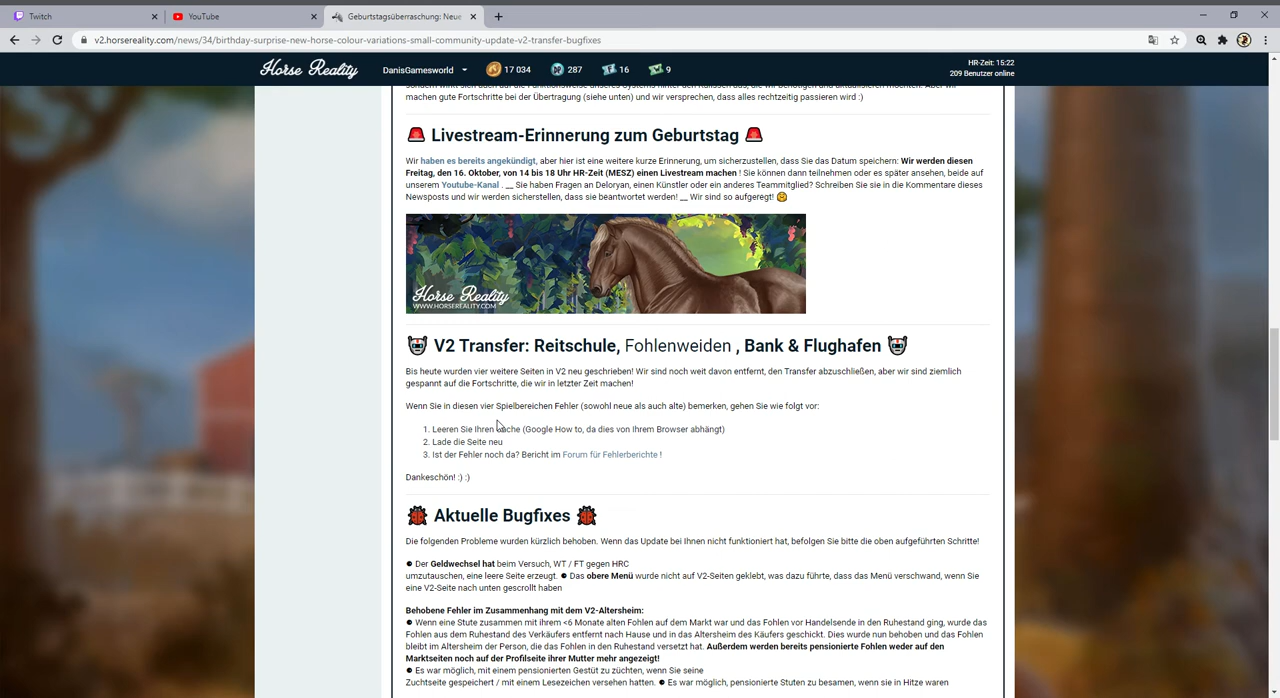 Twitch
YouTube
Geburtstagsüberraschung: Neue
v2.horsereality.com/news/34/birthday-surprise-new-horse-colour-variations-small-community-update-v2-transfer-bugfixes
Horse Reality
DanisGamesworld
17 034
287
16
9
HR-Zeit: 15:22
209 Benutzer online
machen gute Fortschritte bei der Übertragung (siehe unten) und wir versprechen, dass alles rechtzeitig passieren wird :)
Livestream-Erinnerung zum Geburtstag
Wir haben es bereits angekündigt, aber hier ist eine weitere kurze Erinnerung, um sicherzustellen, dass Sie das Datum speichern: Wir werden diesen
Freitag, den 16. Oktober, von 14 bis 18 Uhr HR-Zeit (MESZ) einen Livestream machen ! Sie können dann teilnehmen oder es später ansehen, beide auf
unserem Youtube-Kanal . __ Sie haben Fragen an Deloryan, einen Künstler oder ein anderes Teammitglied? Schreiben Sie sie in die Kommentare dieses
Newsposts und wir werden sicherstellen, dass sie beantwortet werden! __ Wir sind so aufgeregt!
Horse Reality
WWW.HORSEREALITY.COM
V2 Transfer: Reitschule, Fohlenweiden , Bank & Flughafen
Bis heute wurden vier weitere Seiten in V2 neu geschrieben! Wir sind noch weit davon entfernt, den Transfer abzuschließen, aber wir sind ziemlich
gespannt auf die Fortschritte, die wir in letzter Zeit machen!
Wenn Sie in diesen vier Spielbereichen Fehler (sowohl neue als auch alte) bemerken, gehen Sie wie folgt vor:
1. Leeren Sie Ihren Cache (Google How to, da dies von Ihrem Browser abhängt)
2. Lade die Seite neu
3. Ist der Fehler noch da? Bericht im Forum für Fehlerberichte !
Dankeschön! :) :)
Aktuelle Bugfixes
Die folgenden Probleme wurden kürzlich behoben. Wenn das Update bei Ihnen nicht funktioniert hat, befolgen Sie bitte die oben aufgeführten Schritte!
Der Geldwechsel hat beim Versuch, WT / FT gegen HRC
umzutauschen, eine leere Seite erzeugt. ⚈ Das obere Menü wurde nicht auf V2-Seiten geklebt, was dazu führte, dass das Menü verschwand, wenn Sie
eine V2-Seite nach unten gescrollt haben
Behobene Fehler im Zusammenhang mit dem V2-Altersheim:
⚈ Wenn eine Stute zusammen mit ihrem <6 Monate alten Fohlen auf dem Markt war und das Fohlen vor Handelsende in den Ruhestand ging, wurde das
Fohlen aus dem Ruhestand des Verkäufers entfernt nach Hause und in das Altersheim des Käufers geschickt. Dies wurde nun behoben und das Fohlen
bleibt im Altersheim der Person, die das Fohlen in den Ruhestand versetzt hat. Außerdem werden bereits pensionierte Fohlen weder auf den
Marktseiten noch auf der Profilseite ihrer Mutter mehr angezeigt!
⚈ Es war möglich, mit einem pensionierten Gestüt zu züchten, wenn Sie seine
Zuchtseite gespeichert / mit einem Lesezeichen versehen hatten. ⚈ Es war möglich, pensionierte Stuten zu besamen, wenn sie in Hitze waren